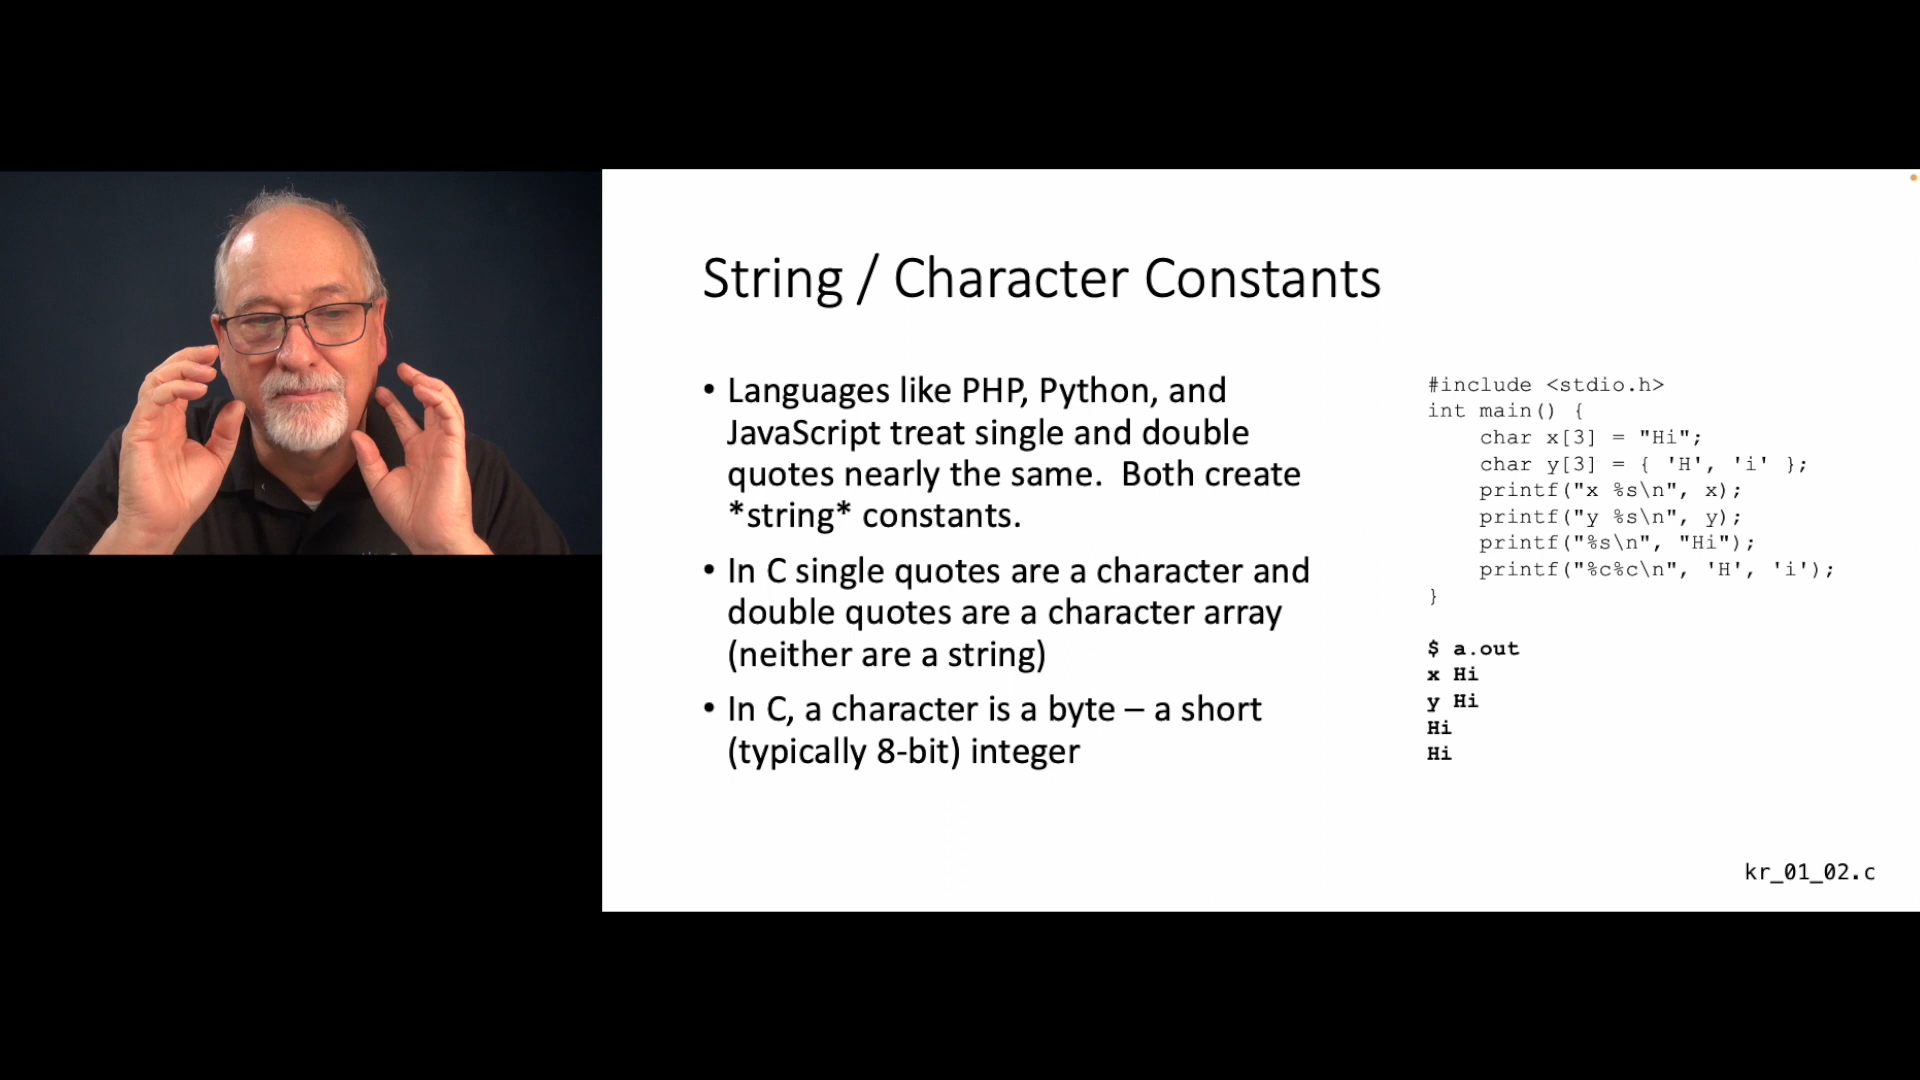 String / Character Constants
• Languages like PHP, Python, and
JavaScript treat single and double
quotes nearly the same.  Both create
*string* constants.
• In C single quotes are a character and
double quotes are a character array
(neither are a string)
• In C, a character is a byte – a short
(typically 8-bit) integer
#include <stdio.h>
int main() {
    char x[3] = "Hi";
    char y[3] = { 'H', 'i' };
    printf("x %s\n", x);
    printf("y %s\n", y);
    printf("%s\n", "Hi");
    printf("%c%c\n", 'H', 'i');
}
$ a.out
x Hi
y Hi
Hi
Hi
kr_01_02.c